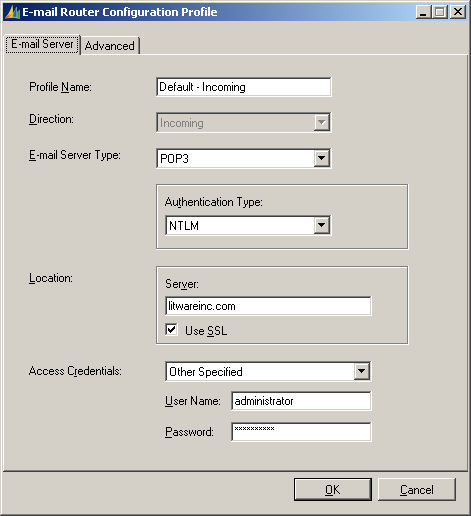 E-mail Router Configuration Profile
E-mail Server Advanced
Profile Name: Default - Incoming
Direction: Incoming
E-mail Server Type: POP3
Authentication Type:
NTLM
Location: Server:
litwareinc.com
Use SSL
Access Credentials: Other Specified
User Name: administrator
Password: **********
OK Cancel